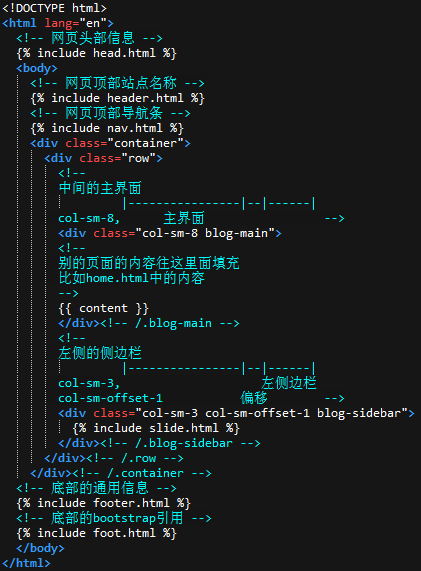 <!DOCTYPE html>
<html lang="en">
<!-- 网页头部信息 -->
{% include head.html %}
<body>
<!-- 网页顶部站点名称 -->
{% include header.html %}
<!-- 网页顶部导航条 -->
{% include nav.html %}
<div class="container">
<div class="row">
<!--
中间的主界面
|----------------|--|------|
col-sm-8, 主界面 -->
<div class="col-sm-8 blog-main">
<!--
别的页面的内容往这里面填充
比如home.html中的内容
-->
{{ content }}
</div><!-- /.blog-main -->
<!--
左侧的侧边栏
|----------------|--|------|
col-sm-3, 左侧边栏
col-sm-offset-1 偏移 -->
<div class="col-sm-3 col-sm-offset-1 blog-sidebar">
{% include slide.html %}
</div><!-- /.blog-sidebar -->
</div><!-- /.row -->
</div><!-- /.container -->
<!-- 底部的通用信息 -->
{% include footer.html %}
<!-- 底部的bootstrap引用 -->
{% include foot.html %}
</body>
</html>